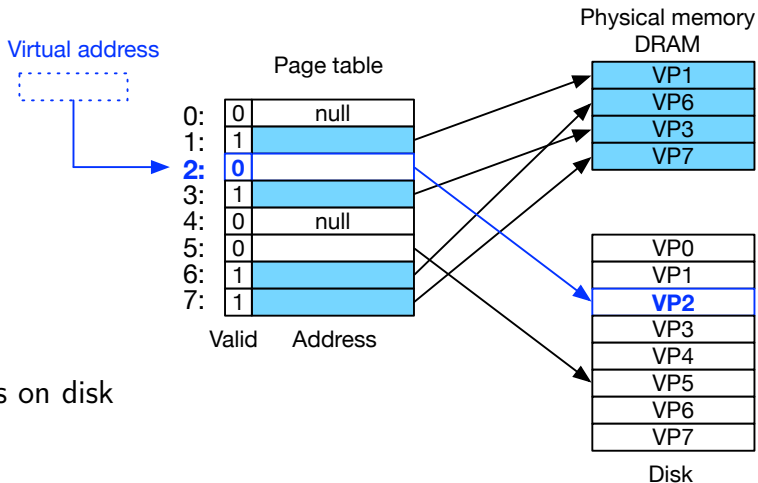 Physical memory
DRAM
Virtual address
Page table
VP1
VP6
VP3
VP7
0: 0 null
1: 1
2: 0
3: 1
4: 0 null
5: 0
6: 1
7: 1
Valid Address
VP0
VP1
VP2
VP3
VP4
VP5
VP6
VP7
Disk
s on disk